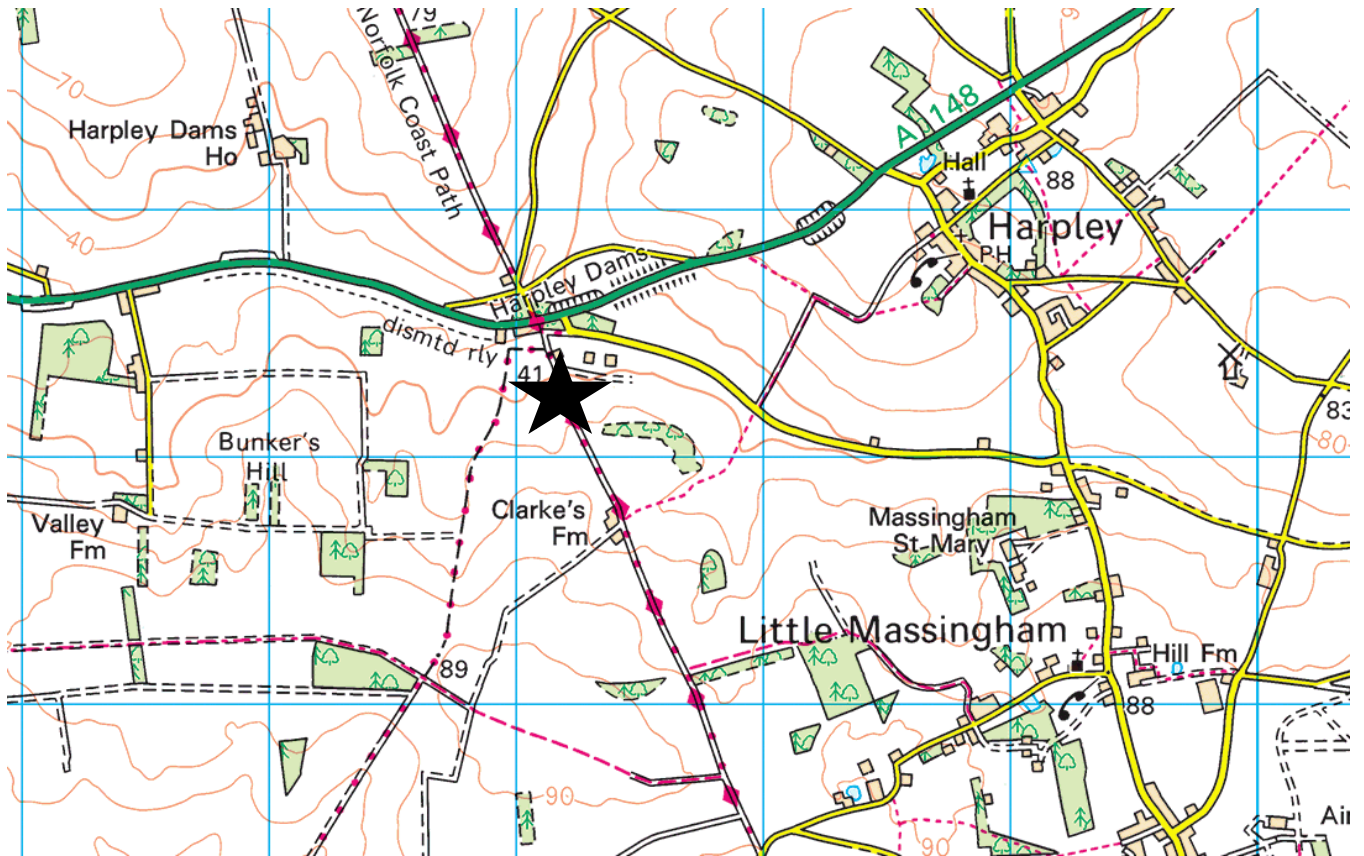 79
70
Norfolk Coast Path
Harpley Dams
Ho
A 148
Hall
88
40
Harpley
PH
Harpley Dams
dismtd rly
41
83
80
Bunker's
Hill
Valley
Fm
Clarke's
Fm
Massingham
St-Mary
Little Massingham
Hill Fm
89
88
90
90